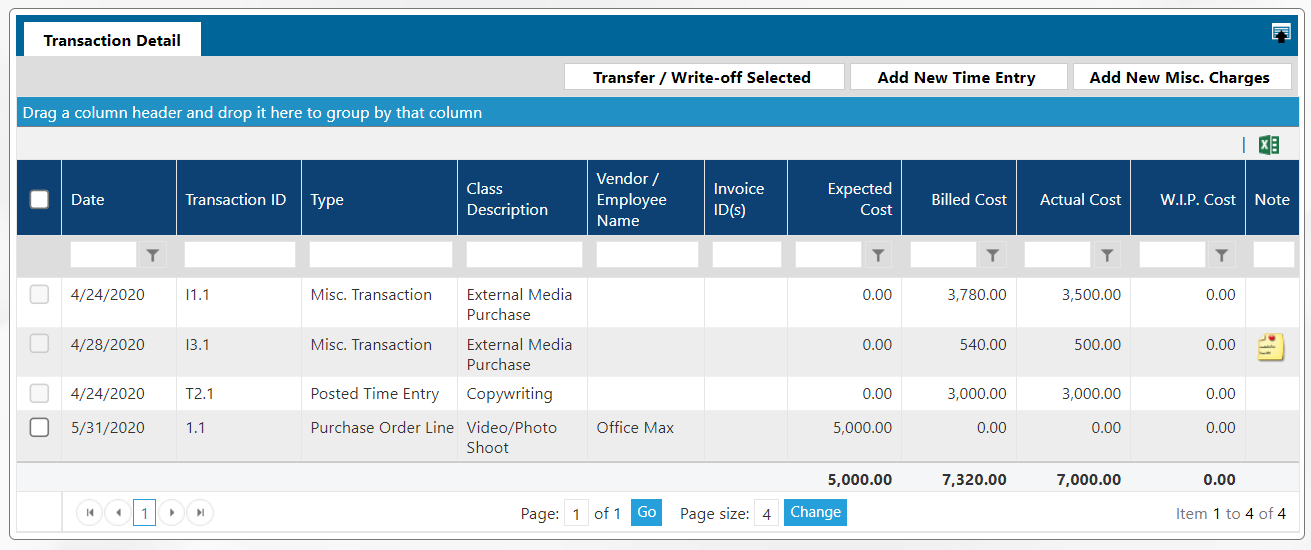 Transaction Detail
Transfer / Write-off Selected Add New Time Entry Add New Misc. Charges
Drag a column header and drop it here to group by that column
Date Transaction ID Type Class Description Vendor / Employee Name Invoice ID(s) Expected Cost Billed Cost Actual Cost W.I.P. Cost Note
4/24/2020 I1.1 Misc. Transaction External Media Purchase 0.00 3,780.00 3,500.00 0.00
4/28/2020 I3.1 Misc. Transaction External Media Purchase 0.00 540.00 500.00 0.00
4/24/2020 T2.1 Posted Time Entry Copywriting 0.00 3,000.00 3,000.00 0.00
5/31/2020 1.1 Purchase Order Line Video/Photo Shoot Office Max 5,000.00 0.00 0.00 0.00
5,000.00 7,320.00 7,000.00 0.00
1 Page: 1 of 1 Go Page size: 4 Change Item 1 to 4 of 4